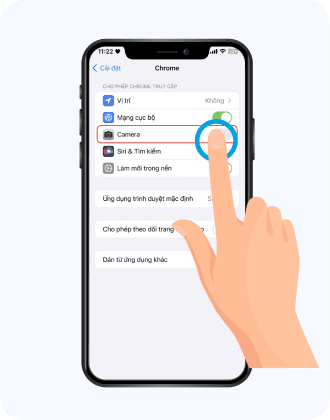 11:22
Cài đặt
Chrome
CHO PHÉP CHROME TRUY CẬP
Vị trí Không
Mạng cục bộ
Camera
Siri & Tìm kiếm
Làm mới trong nền
Ứng dụng trình duyệt mặc định
Cho phép theo dõi trang
Dán từ ứng dụng khác